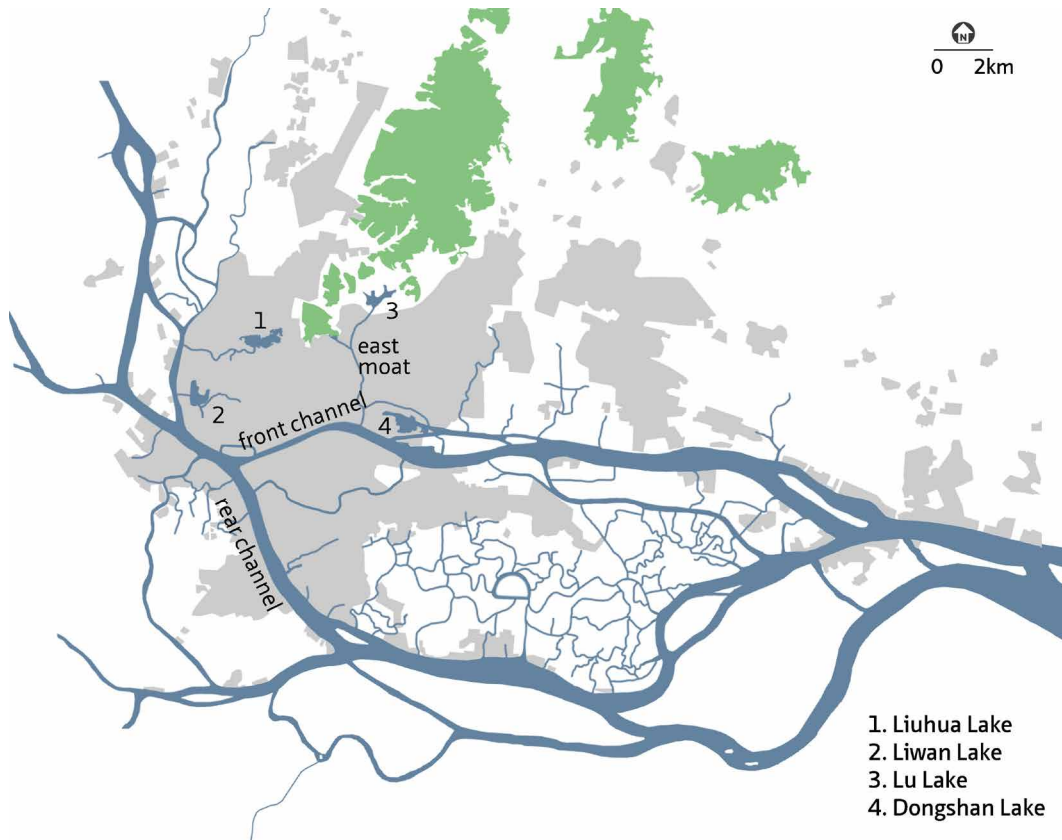 N
0 2km
1
3
east
moat
2
front channel
4
rear channel
1. Liuhua Lake
2. Liwan Lake
3. Lu Lake
4. Dongshan Lake